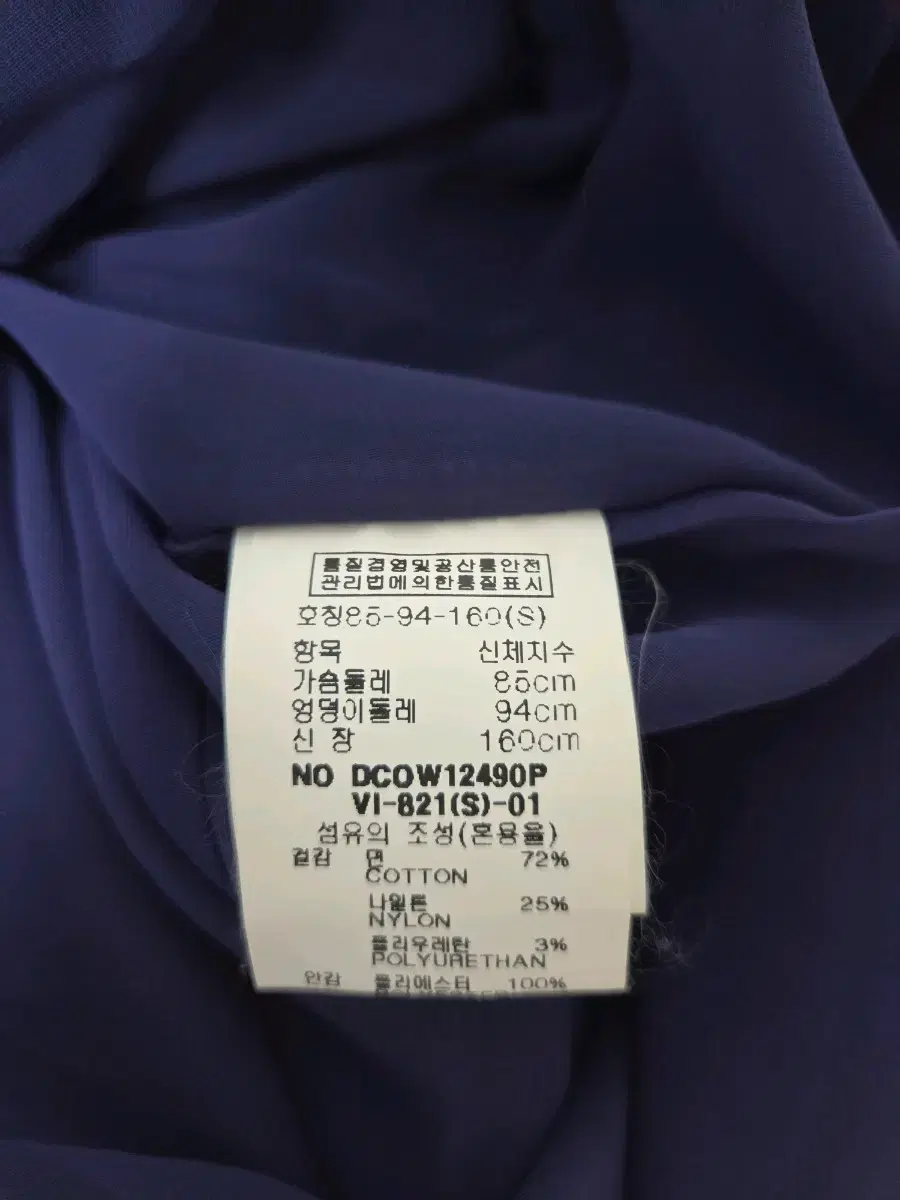 품질경영및공산품안전
관리법에의한품질표시
호칭85-94-160(S)
항목 신체치수
가슴둘레 85cm
엉덩이둘레 94cm
신 장 160cm
NO DCOW12490P
VI-821(S)-01
섬유의 조성(혼용율)
겉감 면 72%
COTTON
나일론 25%
NYLON
폴리우레탄 3%
POLYURETHAN
안감 폴리에스터 100%